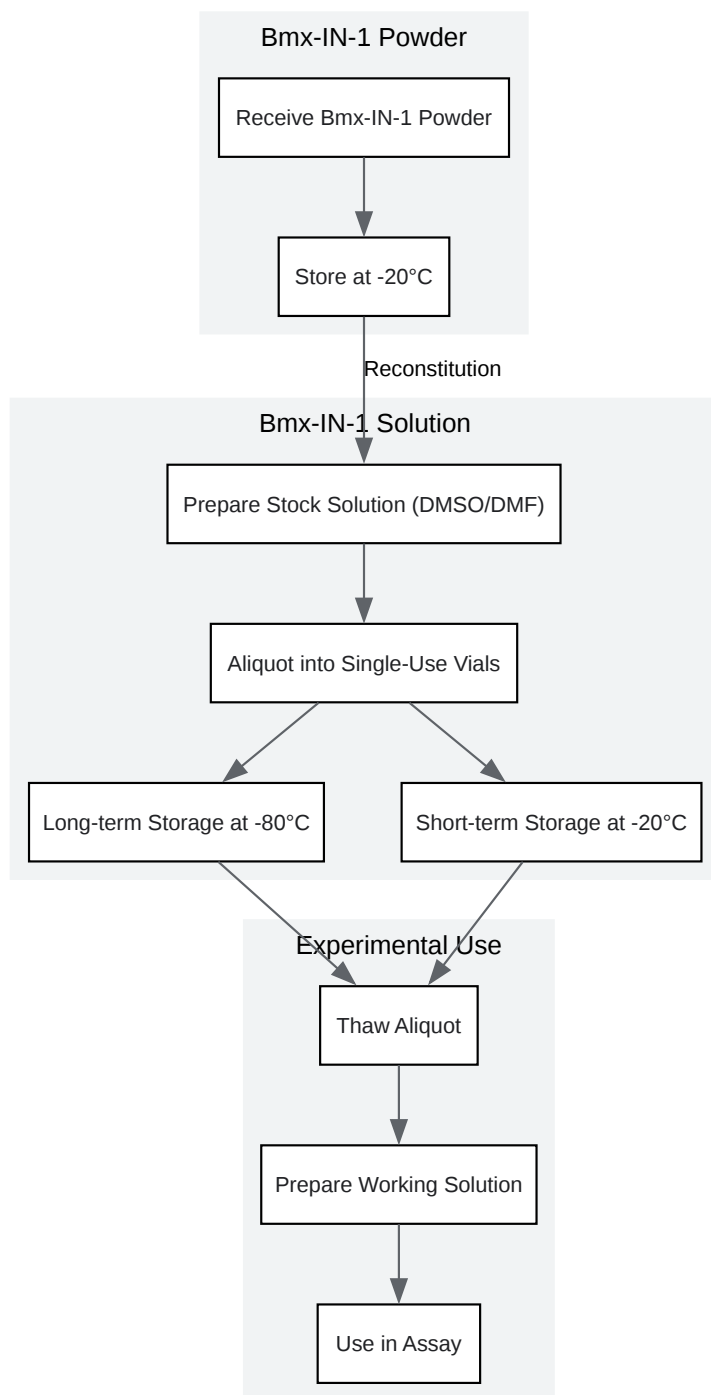 Bmx-IN-1 Powder
Receive Bmx-IN-1 Powder
Store at -20°C
Reconstitution
Bmx-IN-1 Solution
Prepare Stock Solution (DMSO/DMF)
Aliquot into Single-Use Vials
Long-term Storage at -80°C
Short-term Storage at -20°C
Experimental Use
Thaw Aliquot
Prepare Working Solution
Use in Assay